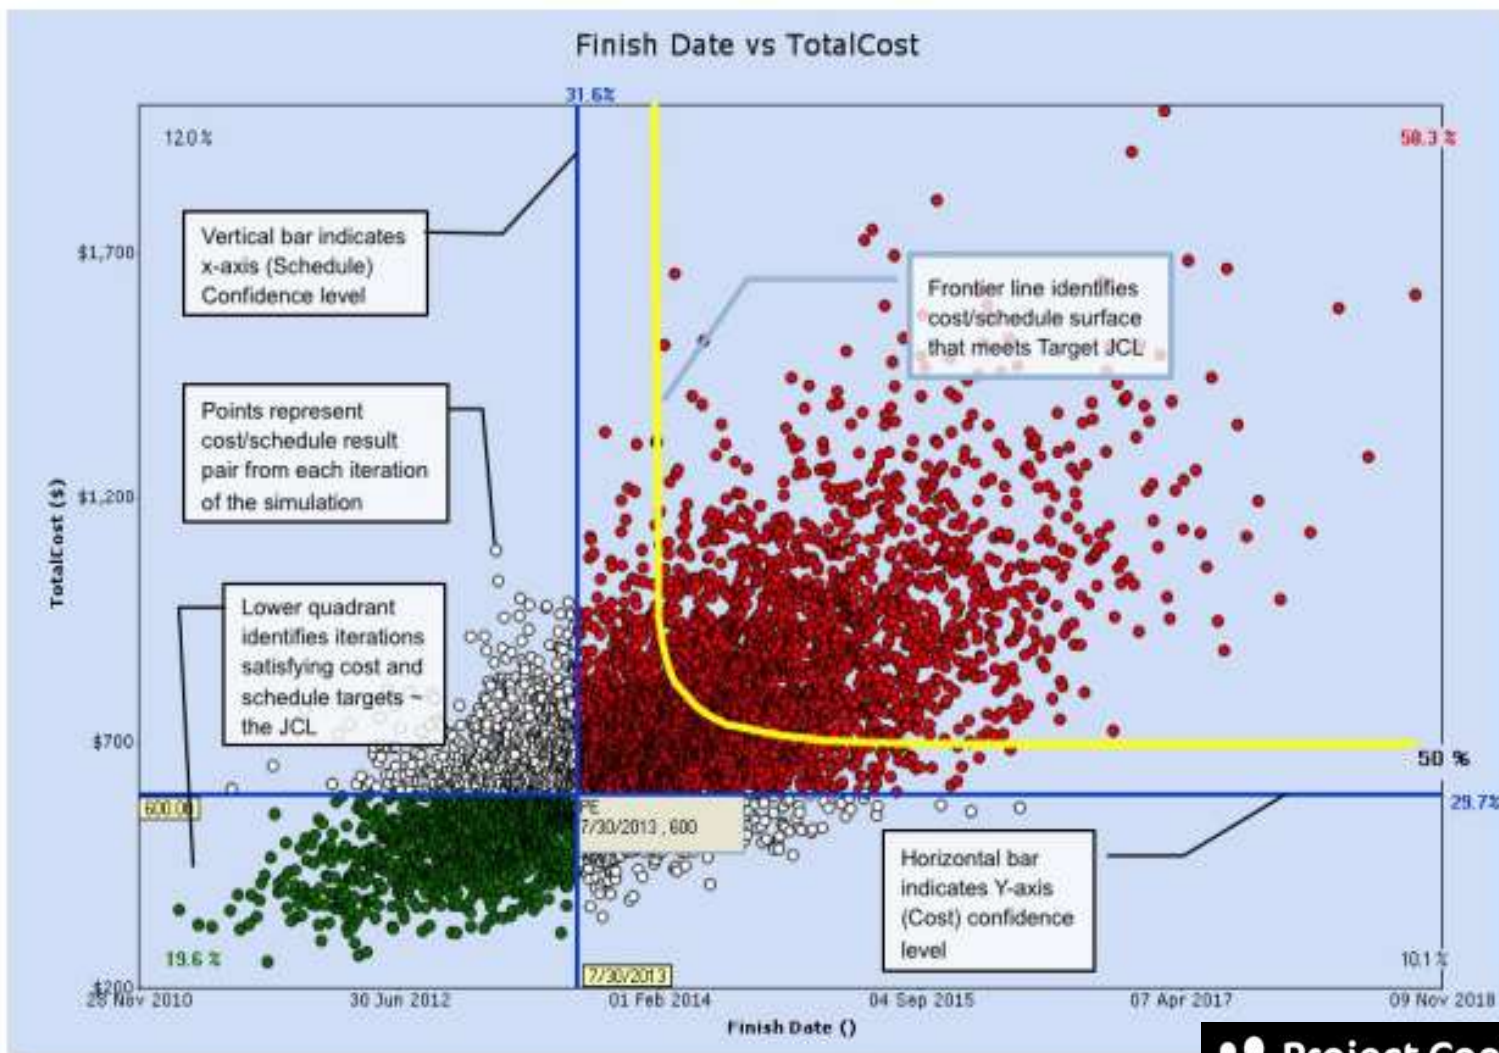 Finish Date vs TotalCost
31.6%
12.0%
58.3 %
Vertical bar indicates
x-axis (Schedule)
Confidence level
$1,700
Frontier line identifies
cost/schedule surface
that meets Target JCL
Points represent
cost/schedule result
pair from each iteration
of the simulation
$1,200
TotalCost ($)
Lower quadrant
identifies iterations
satisfying cost and
schedule targets ~
the JCL
$700
50 %
29.7%
600.00
PE
7/30/2013 , 600
Horizontal bar
indicates Y-axis
(Cost) confidence
level
19.6 %
10.1 %
7/30/2013
$200
28 Nov 2010
30 Jun 2012
01 Feb 2014
04 Sep 2015
07 Apr 2017
09 Nov 2018
Finish Date ()
Project